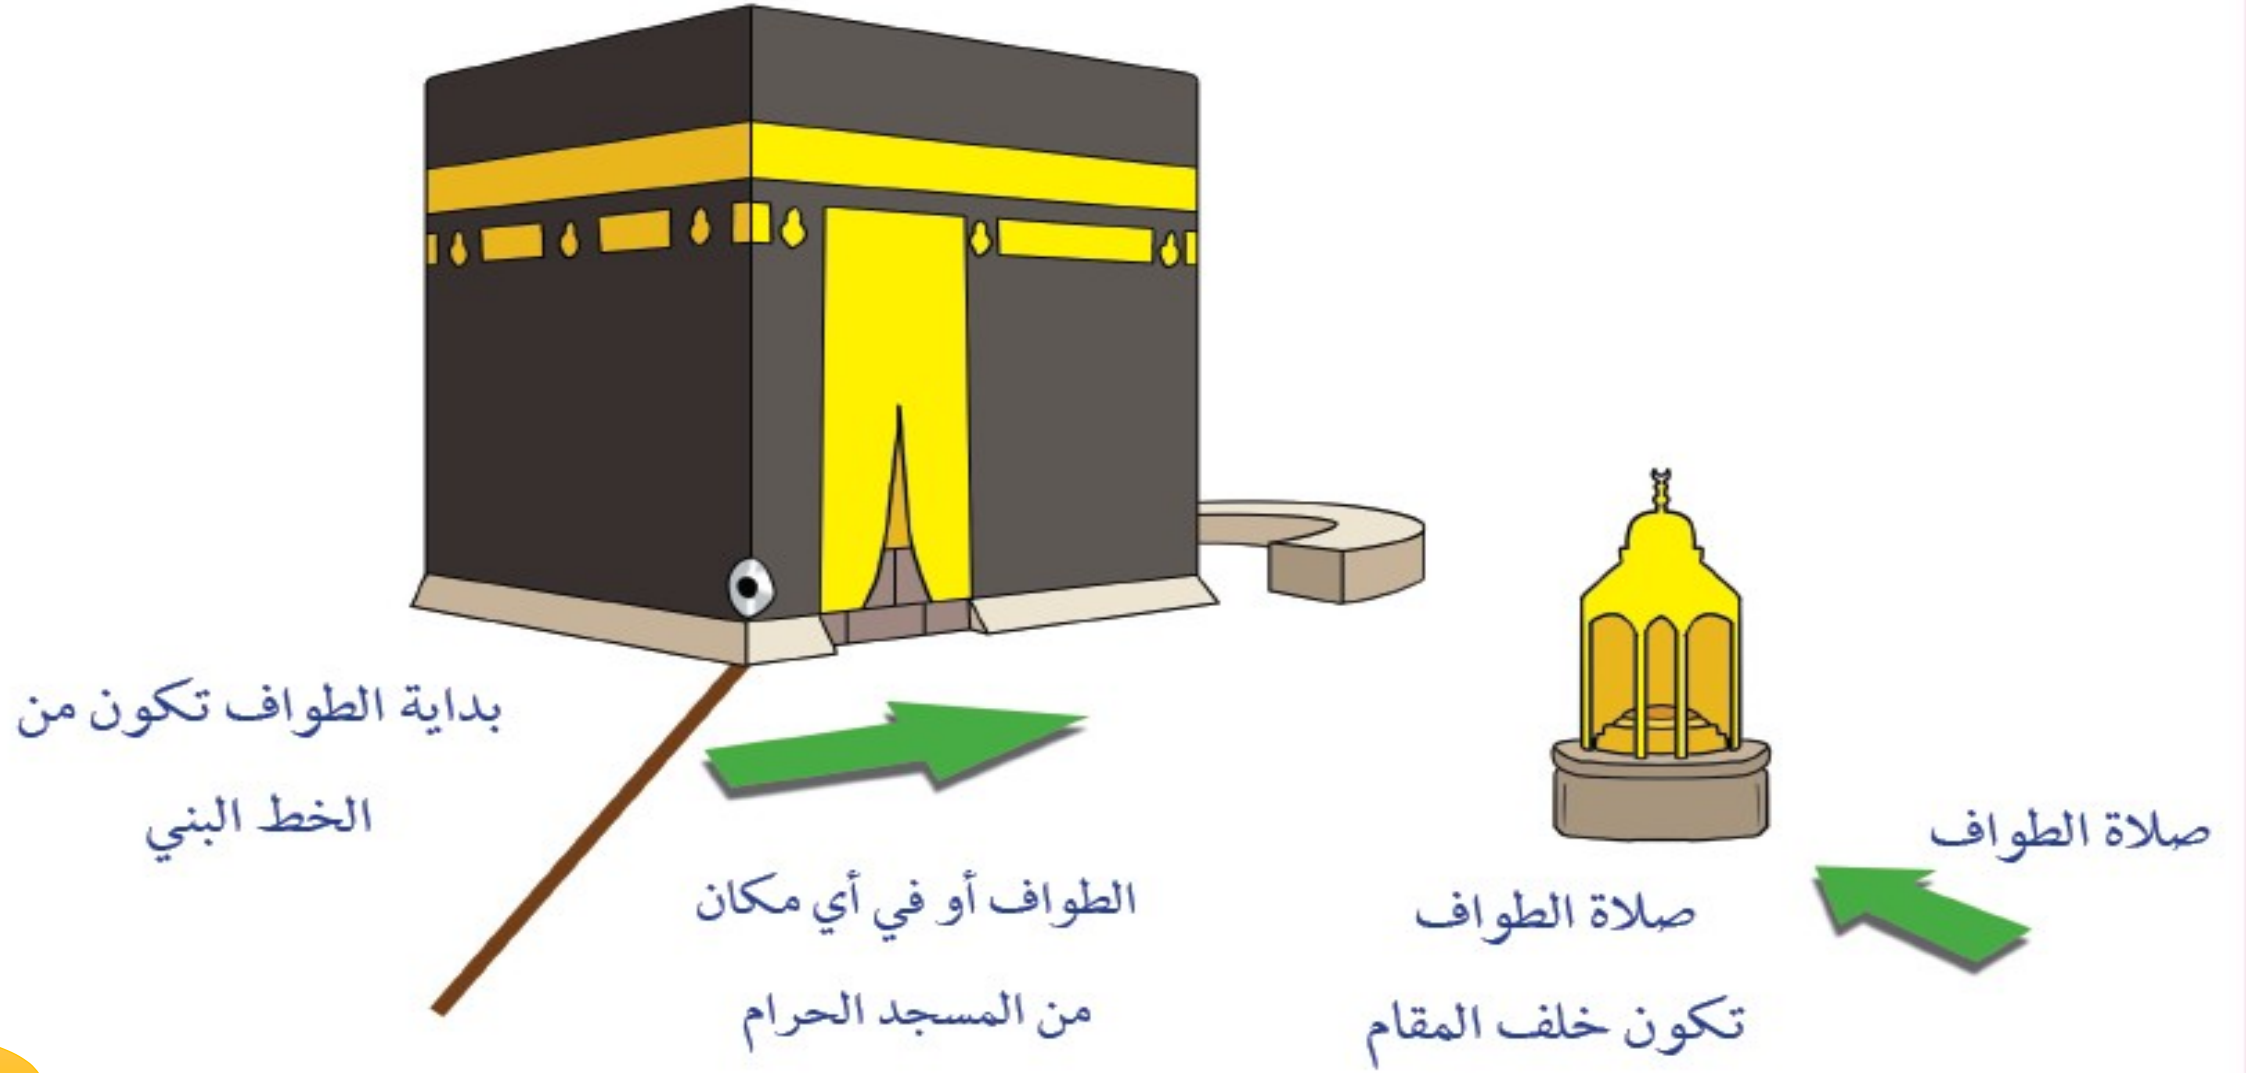 صلاة الطواف
صلاة الطواف
تكون خلف المقام
الطواف أو في أي مكان
من المسجد الحرام
بداية الطواف تكون من
الخط البني